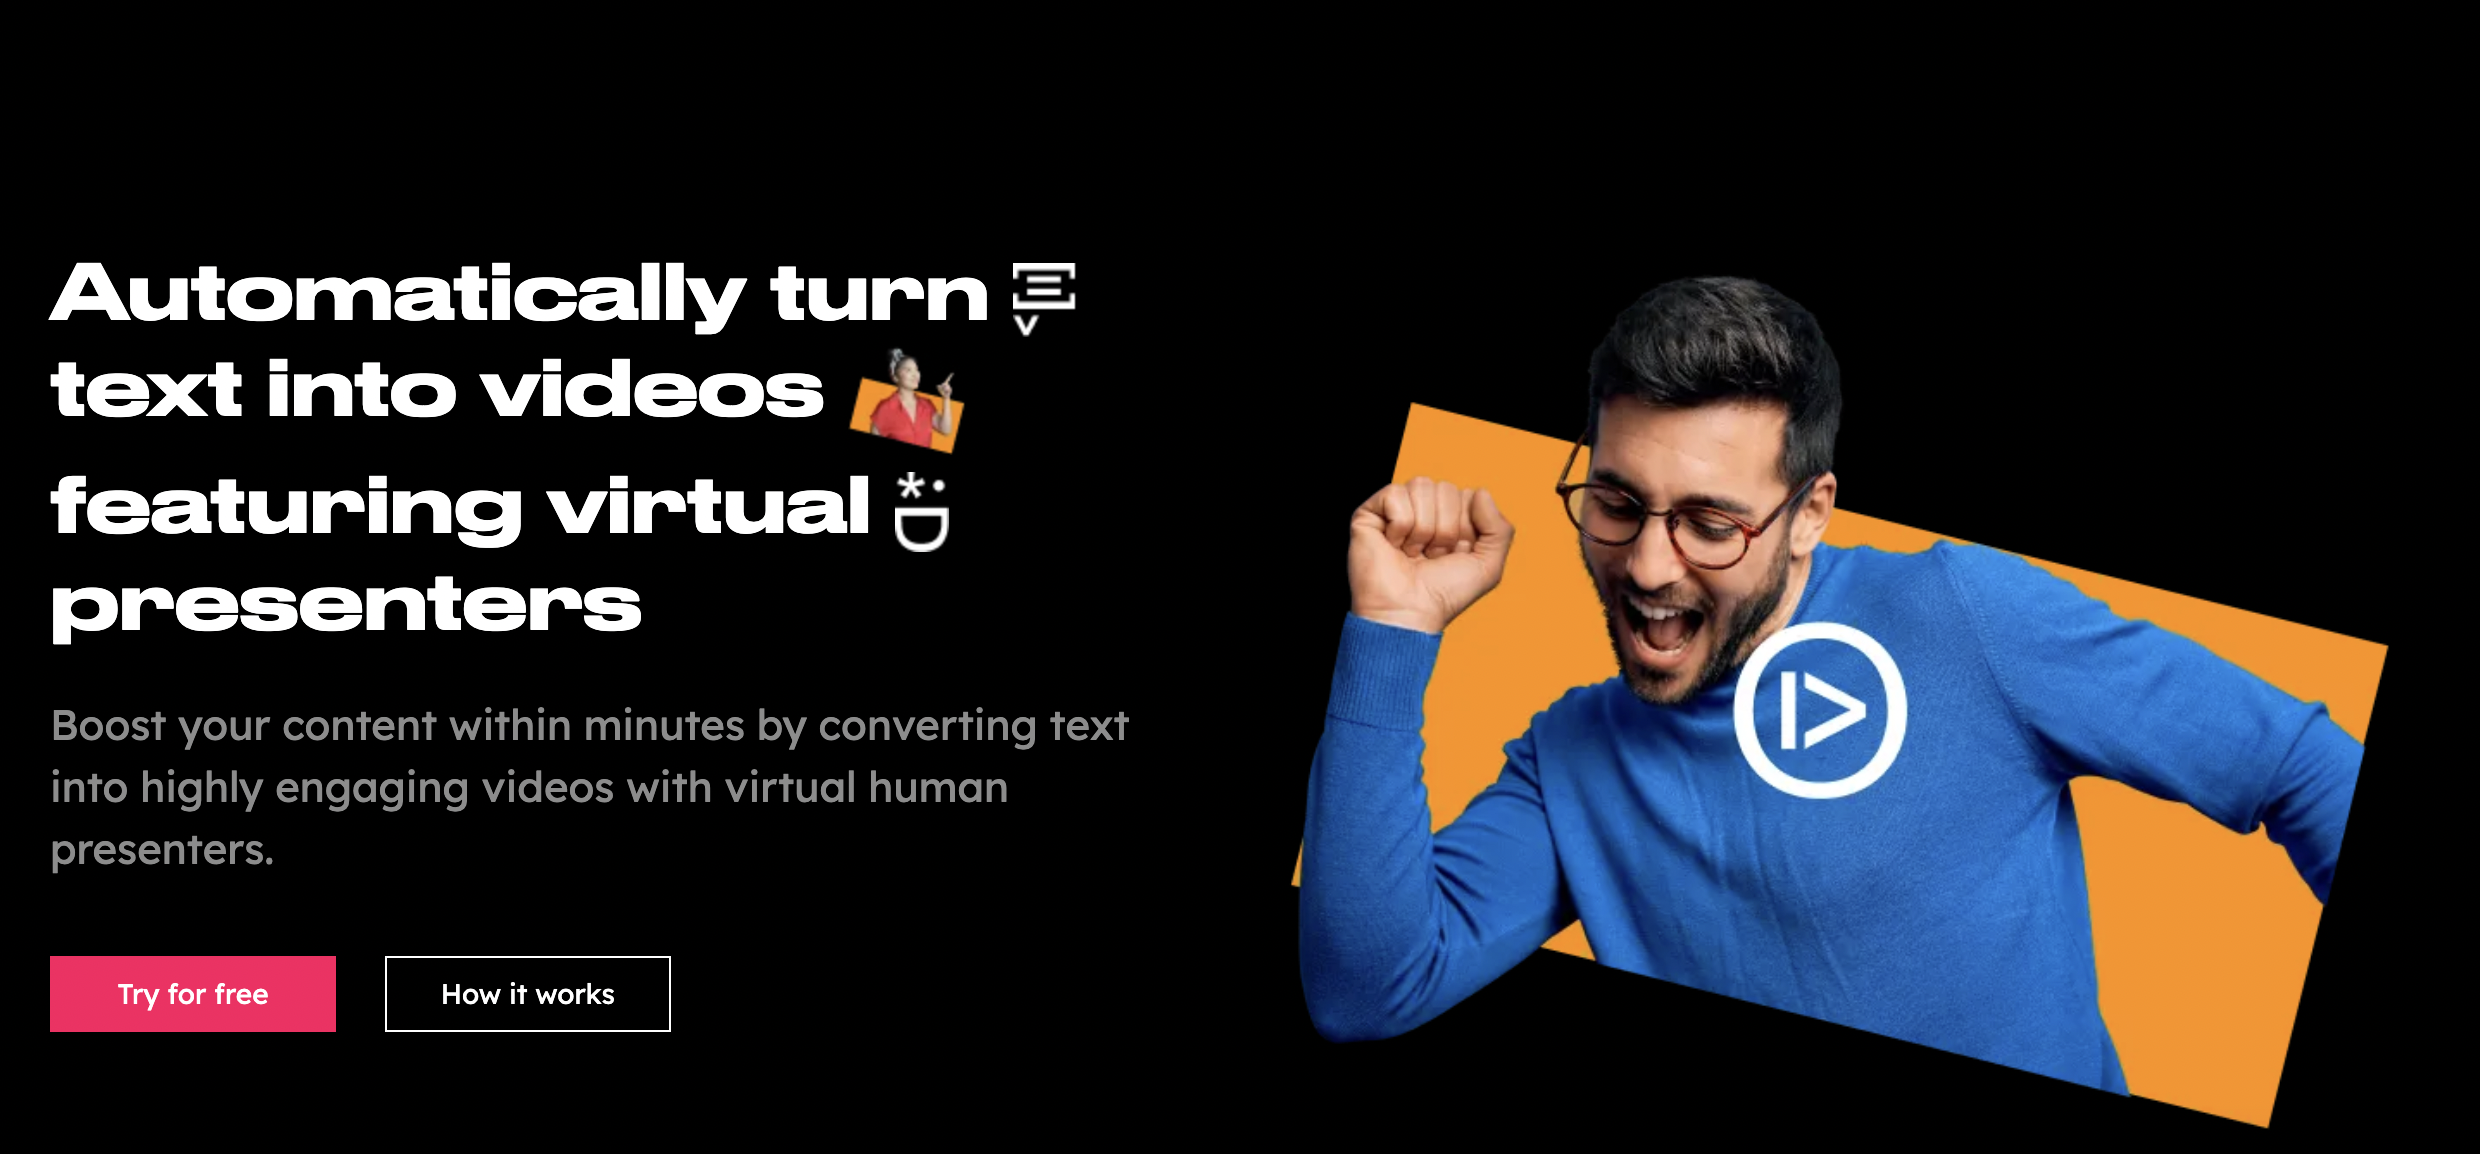 Automatically turn
text into videos
featuring virtual
presenters
Boost your content within minutes by converting text
into highly engaging videos with virtual human
presenters.
Try for free
How it works